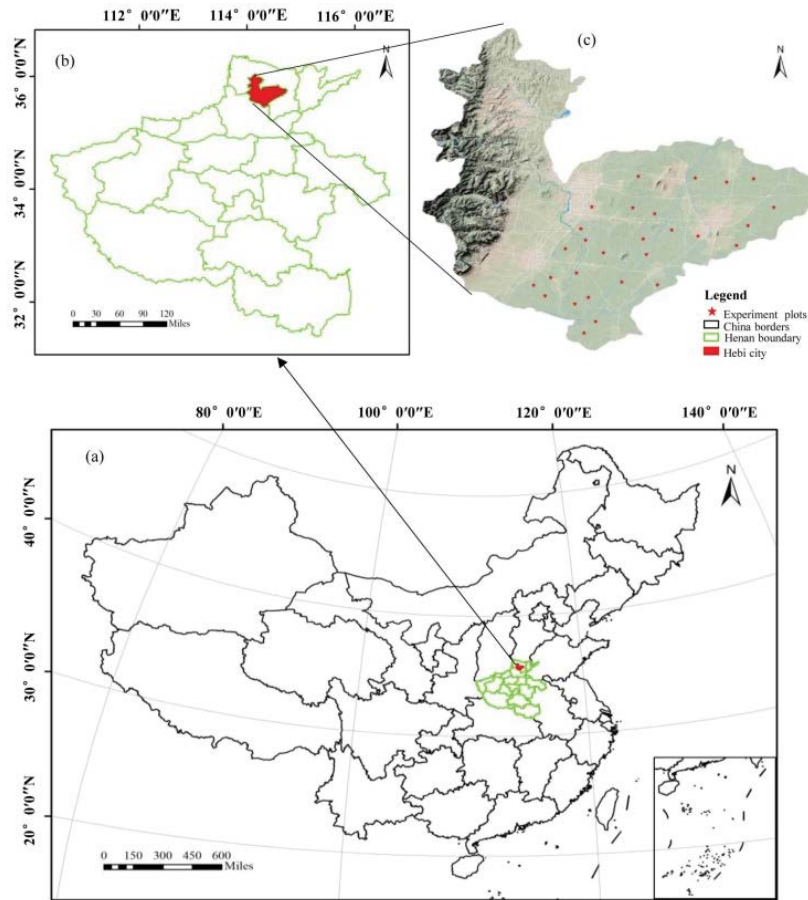 112° 0′0″E 114° 0′0″E 116° 0′0″E
(b)
N
(c)
N
36° 0′0″N
34° 0′0″N
32° 0′0″N
0 30 60 90 120
Miles
Legend
Experiment plots
China borders
Henan boundary
Hebi city
80° 0′0″E 100° 0′0″E 120° 0′0″E 140° 0′0″E
(a)
N
40° 0′0″N
30° 0′0″N
20° 0′0″N
0 150 300 450 600
Miles